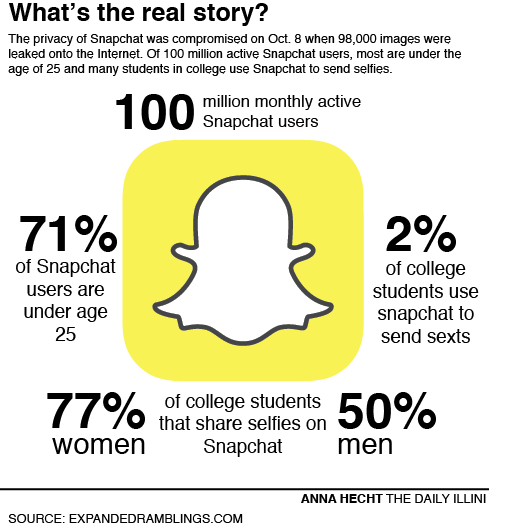 What's the real story?
The privacy of Snapchat was compromised on Oct. 8 when 98,000 images were
leaked onto the Internet. Of 100 million active Snapchat users, most are under the
age of 25 and many students in college use Snapchat to send selfies.
100 million monthly active
Snapchat users
71%
of Snapchat
users are
under age
25
2%
of college
students use
snapchat to
send sexts
77%
women
of college students
that share selfies on
Snapchat
50%
men
ANNA HECHT THE DAILY ILLINI
SOURCE: EXPANDEDRAMBLINGS.COM